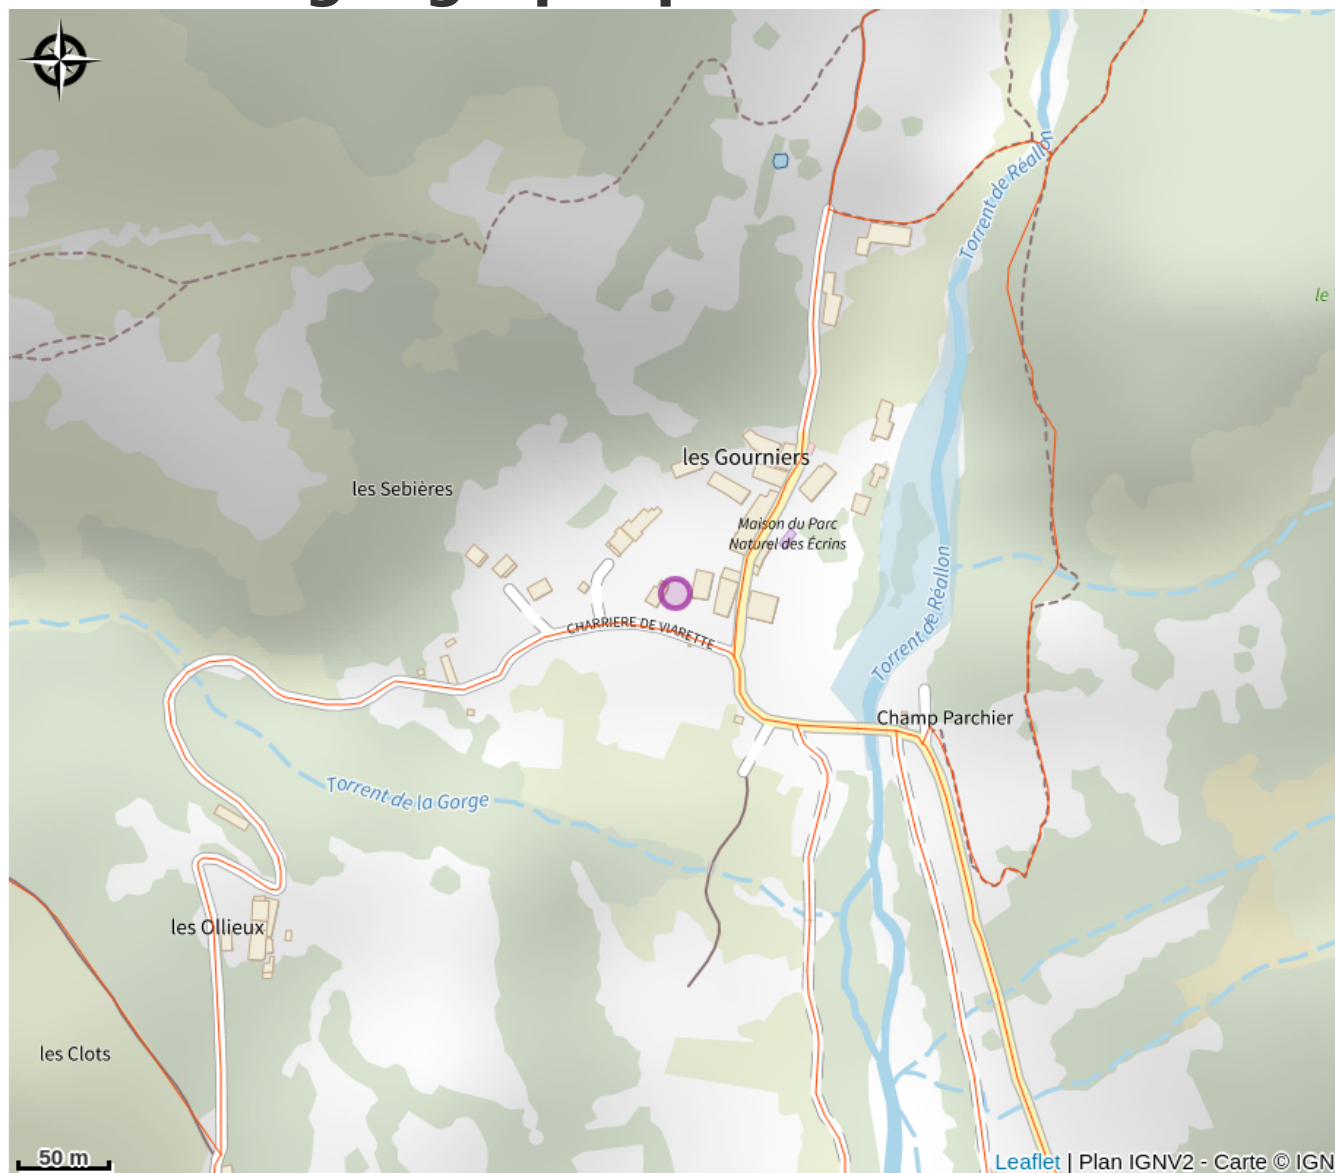 Torrent de Réallon
le
les Gourniers
les Sebières
Maison du Parc
Naturel des Écrins
CHARRIERE DE VIARETTE
Torrent de Réallon
Champ Parchier
Torrent de la Gorge
les Ollieux
les Clots
50 m
Leaflet | Plan IGNV2 - Carte © IGN